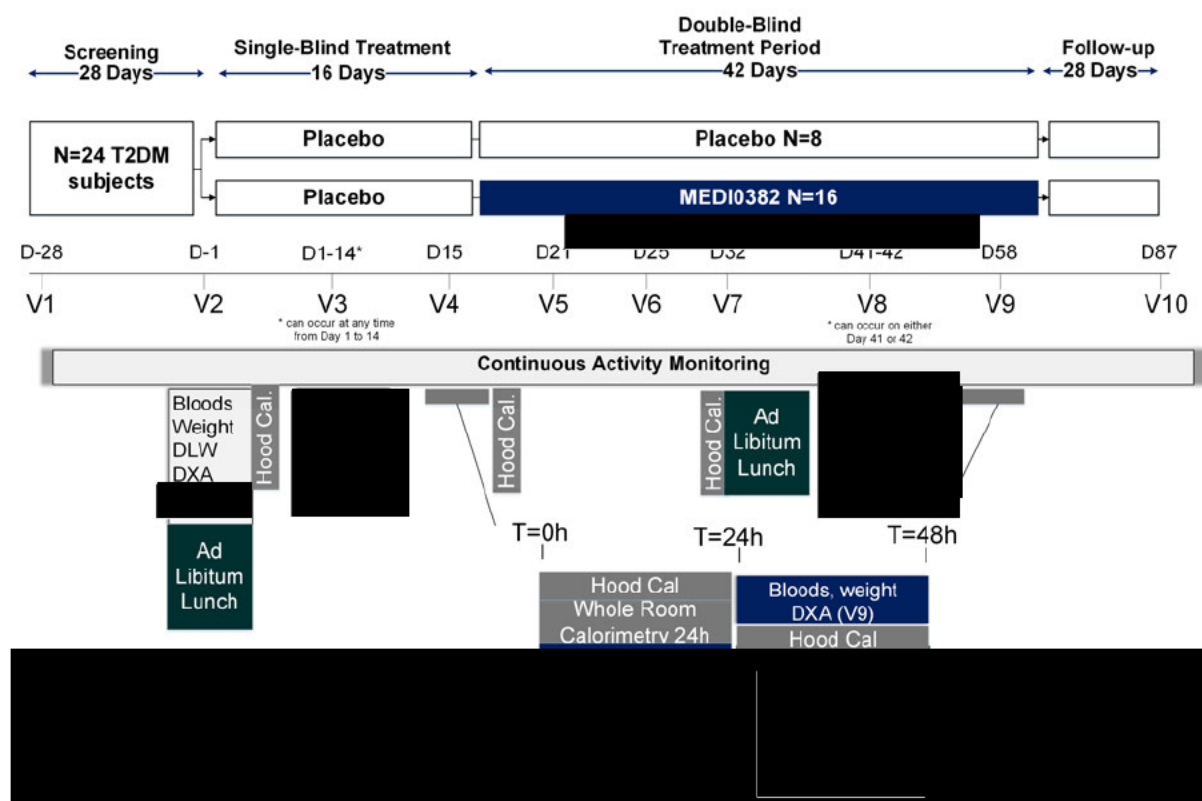 Screening
28 Days
Single-Blind Treatment
16 Days
Double-Blind
Treatment Period
42 Days
Follow-up
28 Days
N=24 T2DM
subjects
Placebo
Placebo N=8
Placebo
MEDI0382 N=16
D-28
D-1
D1-14*
D15
D21
D25
D32
D41-42
D58
D87
V1
V2
V3
V4
V5
V6
V7
V8
V9
V10
* can occur at any time
from Day 1 to 14
* can occur on either
Day 41 or 42
Continuous Activity Monitoring
Bloods
Weight
DLW
DXA
Hood Cal.
Hood Cal.
Hood Cal.
Ad
Libitum
Lunch
Ad
Libitum
Lunch
T=0h
T=24h
T=48h
Hood Cal
Whole Room
Calorimetry 24h
Bloods, weight
DXA (V9)
Hood Cal